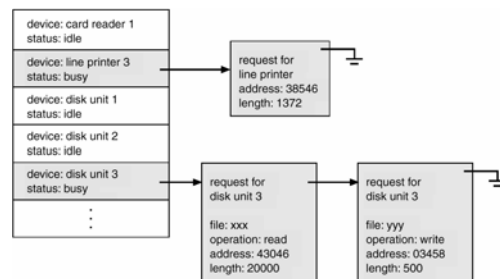 device: card reader 1
status: idle
device: line printer 3
status: busy
device: disk unit 1
status: idle
device: disk unit 2
status: idle
device: disk unit 3
status: busy
request for
line printer
address: 38546
length: 1372
request for
disk unit 3
file: xxx
operation: read
address: 43046
length: 20000
request for
disk unit 3
file: yyy
operation: write
address: 03458
length: 500